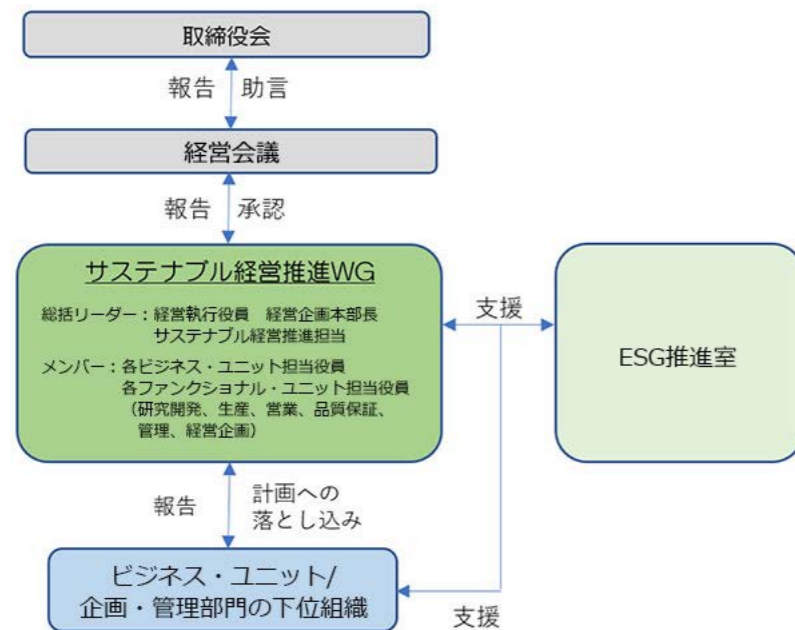 取締役会
報告 助言
経営会議
報告 承認
サステナブル経営推進WG
総括リーダー：経営執行役員　経営企画本部長
サステナブル経営推進担当
メンバー：各ビジネス・ユニット担当役員
各ファンクショナル・ユニット担当役員
（研究開発、生産、営業、品質保証、
管理、経営企画）
支援
ESG推進室
報告
計画への
落とし込み
ビジネス・ユニット/
企画・管理部門の下位組織
支援